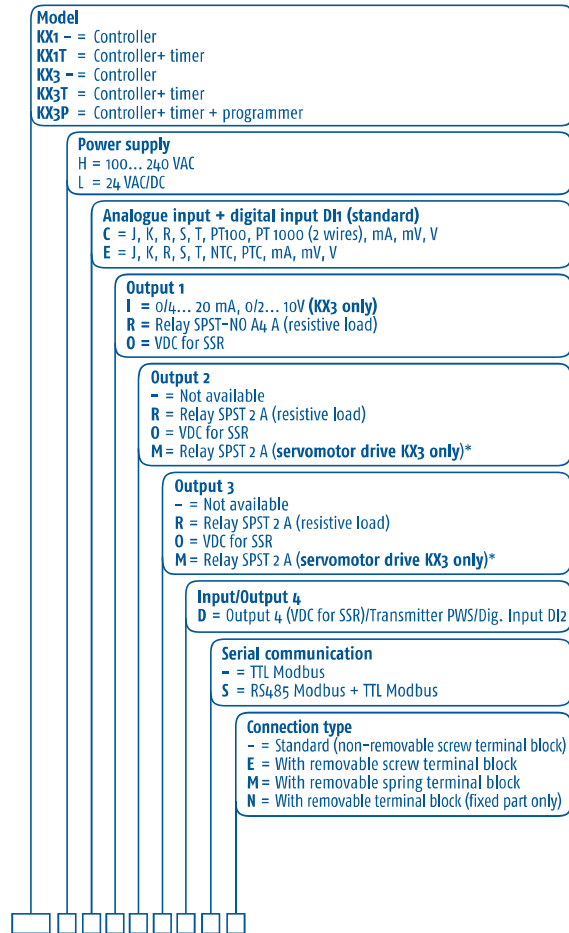 Model
KX1 – = Controller
KX1T = Controller+ timer
KX3 – = Controller
KX3T = Controller+ timer
KX3P = Controller+ timer + programmer
Power supply
H = 100... 240 VAC
L = 24 VAC/DC
Analogue input + digital input DI1 (standard)
C = J, K, R, S, T, PT100, PT 1000 (2 wires), mA, mV, V
E = J, K, R, S, T, NTC, PTC, mA, mV, V
Output 1
I = 0/4... 20 mA, 0/2... 10V (KX3 only)
R = Relay SPST-NO A4 A (resistive load)
O = VDC for SSR
Output 2
– = Not available
R = Relay SPST 2 A (resistive load)
O = VDC for SSR
M = Relay SPST 2 A (servomotor drive KX3 only)*
Output 3
– = Not available
R = Relay SPST 2 A (resistive load)
O = VDC for SSR
M = Relay SPST 2 A (servomotor drive KX3 only)*
Input/Output 4
D = Output 4 (VDC for SSR)/Transmitter PWS/Dig. Input DI2
Serial communication
– = TTL Modbus
S = RS485 Modbus + TTL Modbus
Connection type
– = Standard (non-removable screw terminal block)
E = With removable screw terminal block
M = With removable spring terminal block
N = With removable terminal block (fixed part only)